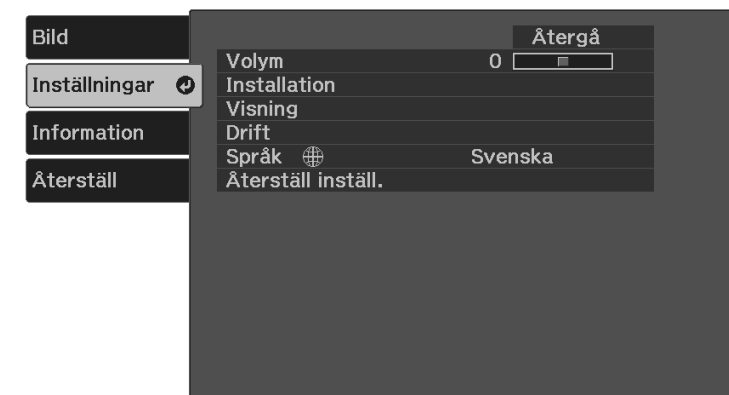 Bild
Inställningar
Information
Återställ
Återgå
Volym 0
Installation
Visning
Drift
Språk Svenska
Återställ inställ.